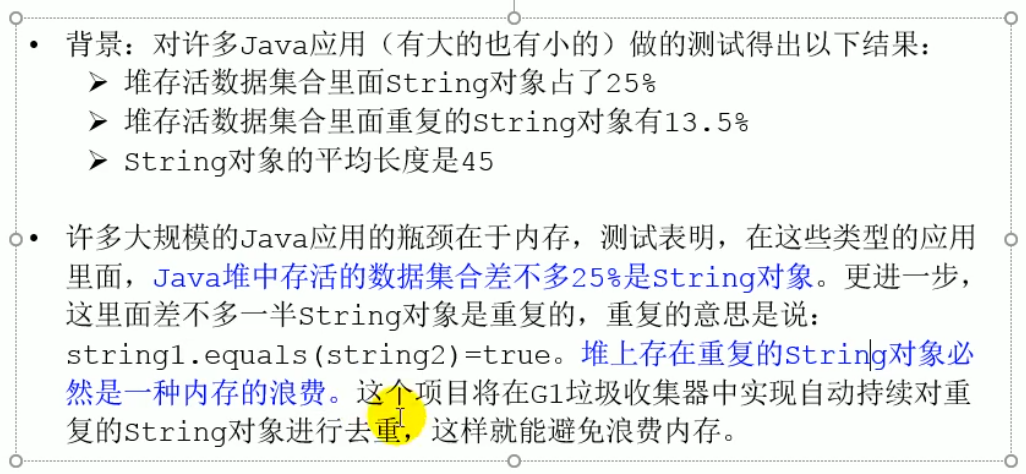 • 背景：对许多Java应用（有大的也有小的）做的测试得出以下结果：
➢ 堆存活数据集合里面String对象占了25%
➢ 堆存活数据集合里面重复的String对象有13.5%
➢ String对象的平均长度是45
• 许多大规模的Java应用的瓶颈在于内存，测试表明，在这些类型的应用
里面，Java堆中存活的数据集合差不多25%是String对象。更进一步，
这里面差不多一半String对象是重复的，重复的意思是说：
string1.equals(string2)=true。堆上存在重复的String对象必
然是一种内存的浪费。这个项目将在G1垃圾收集器中实现自动持续对重
复的String对象进行去重，这样就能避免浪费内存。